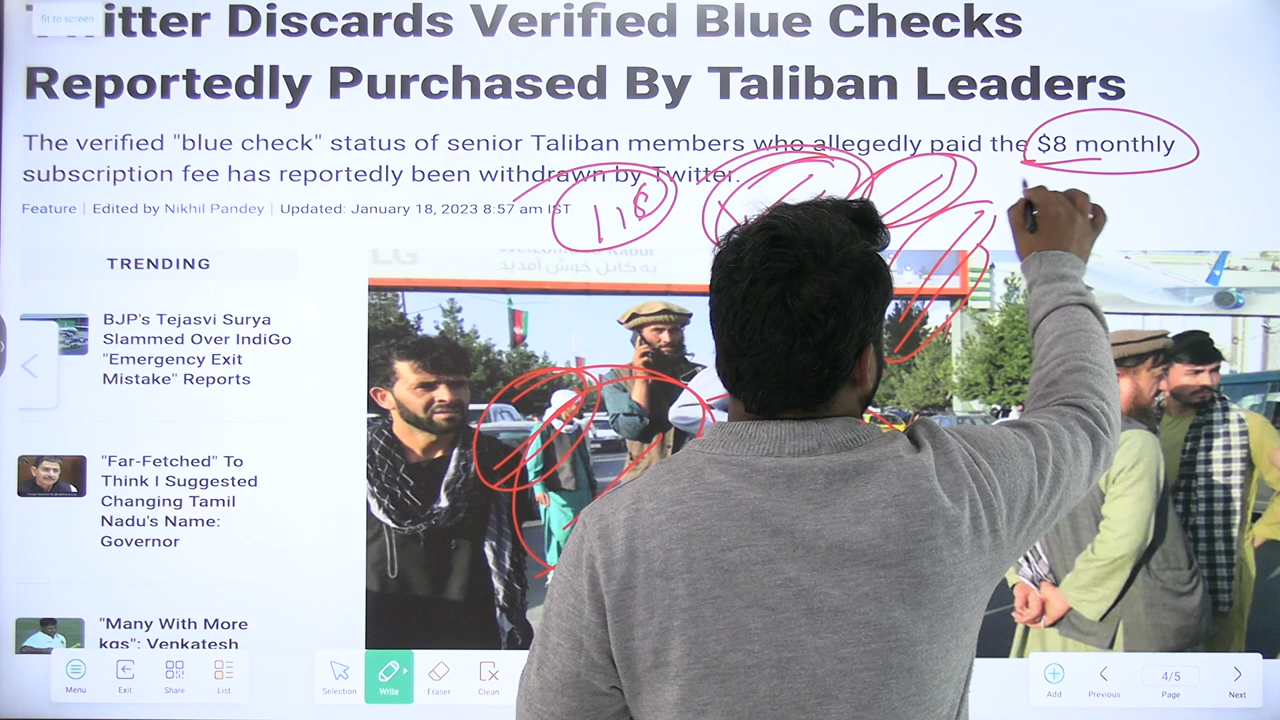 fit to screen
itter Discards Verified Blue Checks
Reportedly Purchased By Taliban Leaders
The verified "blue check" status of senior Taliban members who allegedly paid the $8 monthly
subscription fee has reportedly been withdrawn by Twitter.
Feature | Edited by Nikhil Pandey | Updated: January 18, 2023 8:57 am IST
118
TRENDING
BJP's Tejasvi Surya
Slammed Over IndiGo
"Emergency Exit
Mistake" Reports
"Far-Fetched" To
Think I Suggested
Changing Tamil
Nadu's Name:
Governor
"Many With More
kgs": Venkatesh
LG
به کابل خوش آمدید
Menu
Exit
Share
List
Selection
Write
Eraser
Clean
Add
Previous
4/5
Page
Next